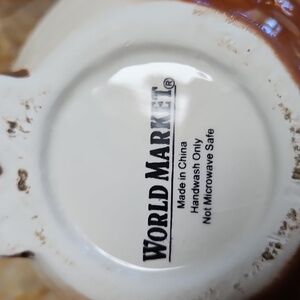 WORLD MARKET®
Made in China
Handwash Only
Not Microwave Safe